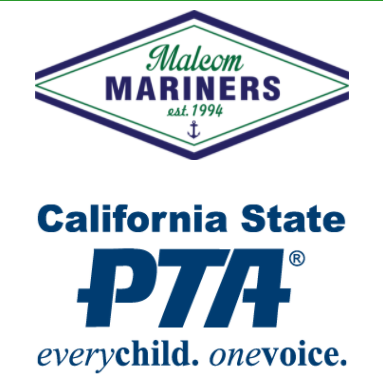 Malcom
MARINERS
est. 1994
California State
PTA®
everychild. onevoice.